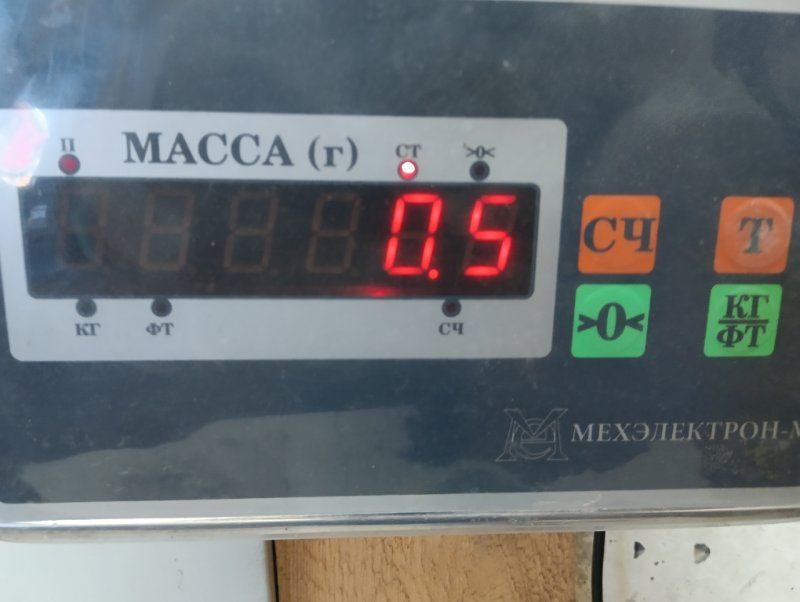 П МАССА (г) СТ >0<
0.5
КГ ФТ СЧ
СЧ Т
>0< КГ/ФТ
МЕХЭЛЕКТРОН-М